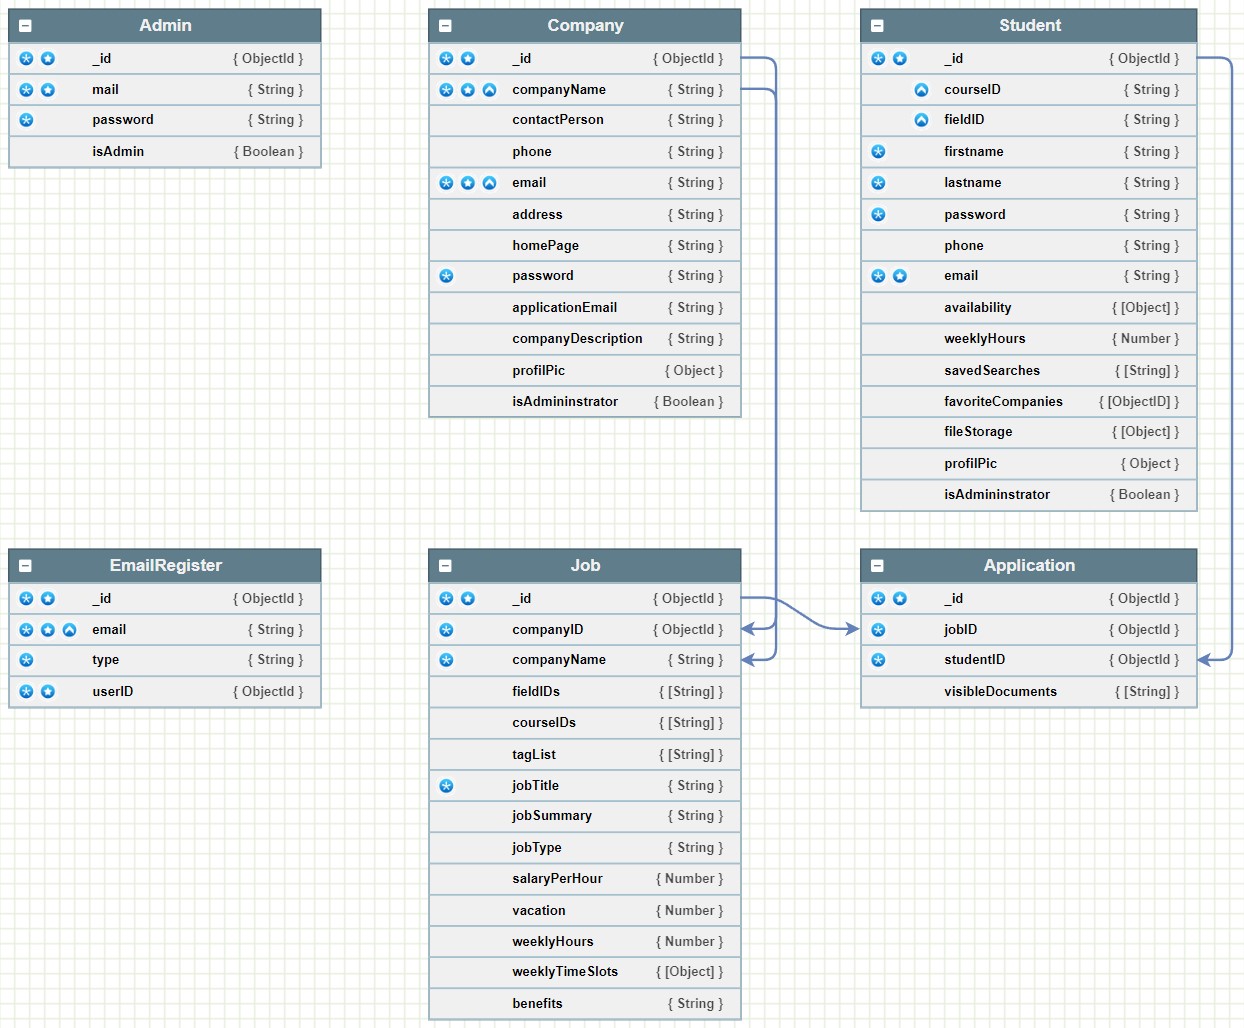 Admin
_id { ObjectId }
mail { String }
password { String }
isAdmin { Boolean }
Company
_id { ObjectId }
companyName { String }
contactPerson { String }
phone { String }
email { String }
address { String }
homePage { String }
password { String }
applicationEmail { String }
companyDescription { String }
profilPic { Object }
isAdmininstrator { Boolean }
Student
_id { ObjectId }
courseID { String }
fieldID { String }
firstname { String }
lastname { String }
password { String }
phone { String }
email { String }
availability { [Object] }
weeklyHours { Number }
savedSearches { [String] }
favoriteCompanies { [ObjectID] }
fileStorage { [Object] }
profilPic { Object }
isAdmininstrator { Boolean }
EmailRegister
_id { ObjectId }
email { String }
type { String }
userID { ObjectId }
Job
_id { ObjectId }
companyID { ObjectId }
companyName { String }
fieldIDs { [String] }
courseIDs { [String] }
tagList { [String] }
jobTitle { String }
jobSummary { String }
jobType { String }
salaryPerHour { Number }
vacation { Number }
weeklyHours { Number }
weeklyTimeSlots { [Object] }
benefits { String }
Application
_id { ObjectId }
jobID { ObjectId }
studentID { ObjectId }
visibleDocuments { [String] }